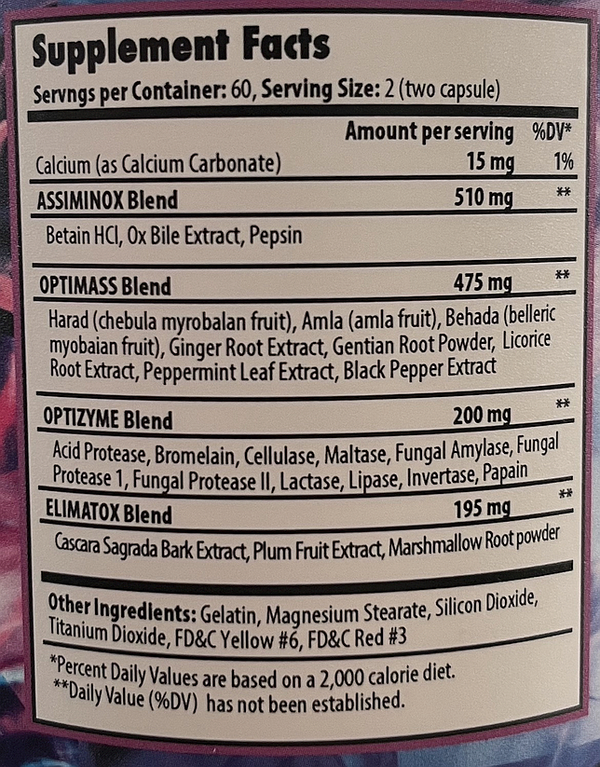 Supplement Facts
Servngs per Container: 60, Serving Size: 2 (two capsule)
Amount per serving %DV*
Calcium (as Calcium Carbonate) 15 mg 1%
ASSIMINOX Blend 510 mg **
Betain HCl, Ox Bile Extract, Pepsin
OPTIMASS Blend 475 mg **
Harad (chebula myrobalan fruit), Amla (amla fruit), Behada (belleric
myobaian fruit), Ginger Root Extract, Gentian Root Powder, Licorice
Root Extract, Peppermint Leaf Extract, Black Pepper Extract
OPTIZYME Blend 200 mg **
Acid Protease, Bromelain, Cellulase, Maltase, Fungal Amylase, Fungal
Protease 1, Fungal Protease II, Lactase, Lipase, Invertase, Papain
ELIMATOX Blend 195 mg **
Cascara Sagrada Bark Extract, Plum Fruit Extract, Marshmallow Root powder
Other Ingredients: Gelatin, Magnesium Stearate, Silicon Dioxide,
Titanium Dioxide, FD&C Yellow #6, FD&C Red #3
*Percent Daily Values are based on a 2,000 calorie diet.
**Daily Value (%DV) has not been established.